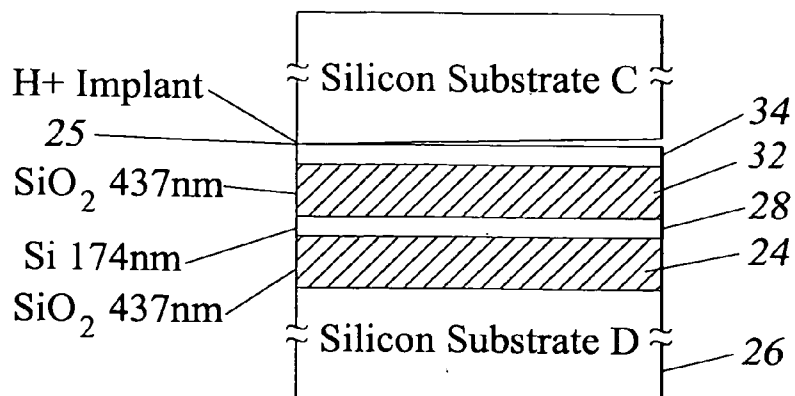 Silicon Substrate C
H+ Implant
25
34
SiO₂ 437nm
32
28
Si 174nm
24
SiO₂ 437nm
Silicon Substrate D
26